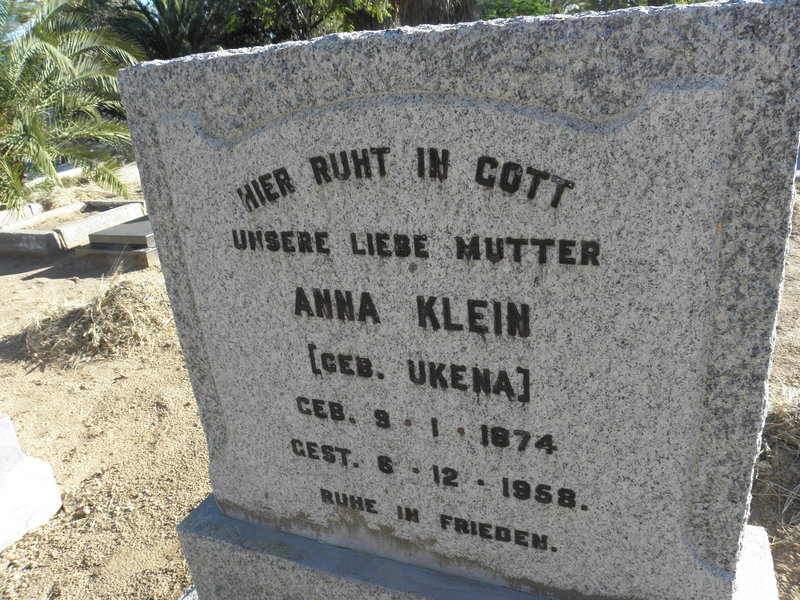 HIER RUHT IN GOTT
UNSERE LIEBE MUTTER
ANNA KLEIN
[GEB. UKENA]
GEB. 9 · 1 · 1874
GEST. 6 · 12 · 1958.
RUHE IN FRIEDEN.